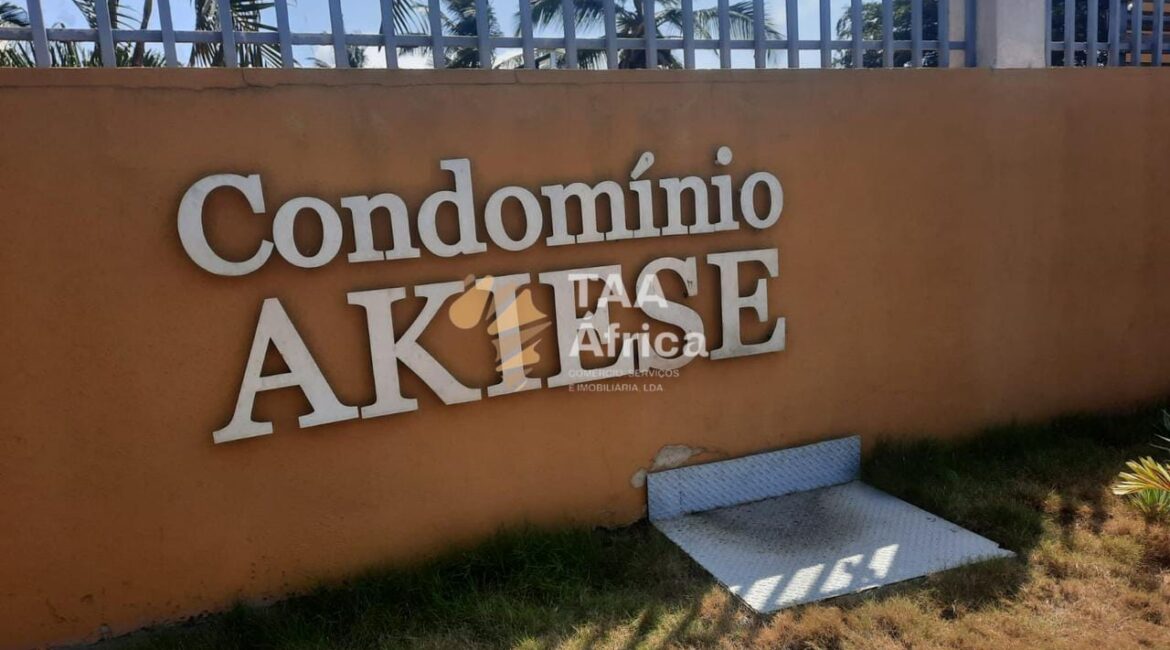 Condomínio
AKIESE
TAA
África
COMÉRCIO, SERVIÇOS
E IMOBILIÁRIA, LDA